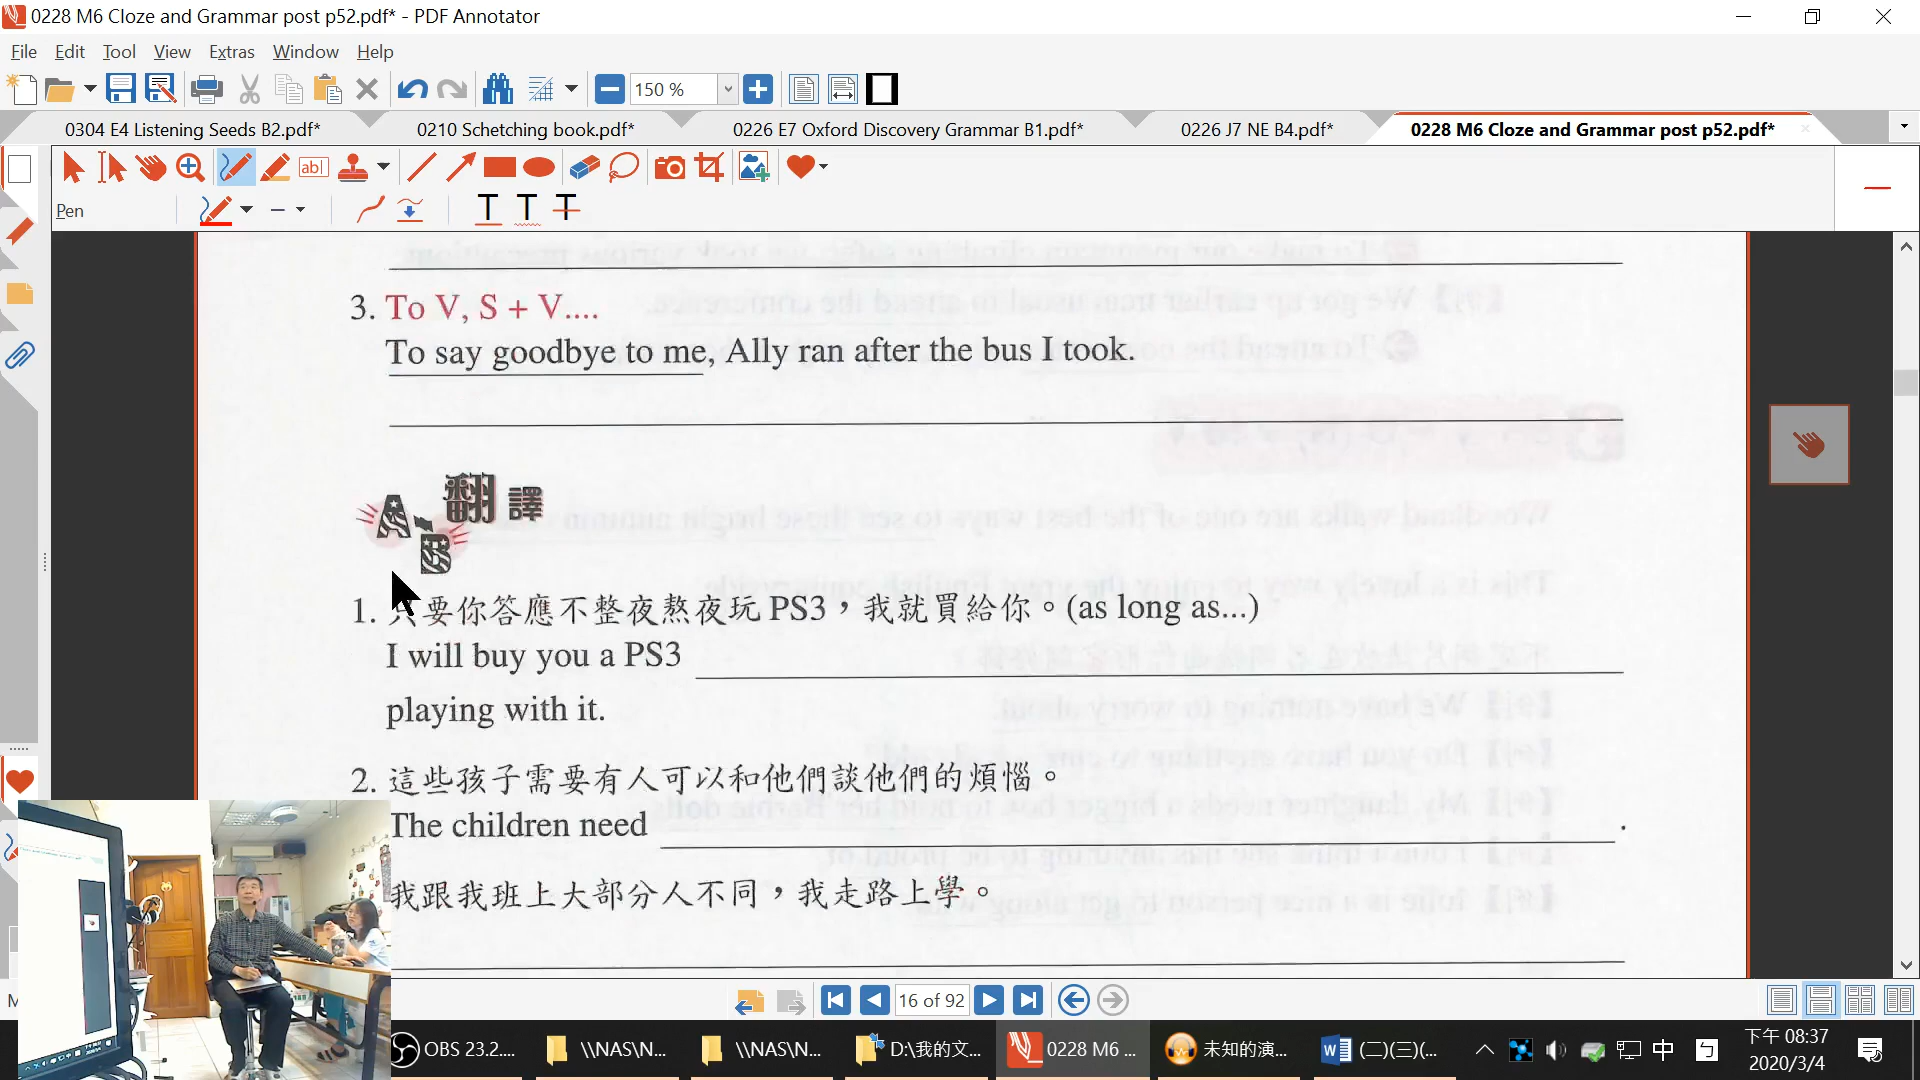 0228 M6 Cloze and Grammar post p52.pdf* - PDF Annotator
File Edit Tool View Extras Window Help
150 %
0304 E4 Listening Seeds B2.pdf* 0210 Schetching book.pdf* 0226 E7 Oxford Discovery Grammar B1.pdf* 0226 J7 NE B4.pdf* 0228 M6 Cloze and Grammar post p52.pdf*
Pen
3. To V, S + V....
To say goodbye to me, Ally ran after the bus I took.
A-B 翻譯
1. 只要你答應不整夜熬夜玩 PS3，我就買給你。(as long as...)
I will buy you a PS3
playing with it.
2. 這些孩子需要有人可以和他們談他們的煩惱。
The children need .
我跟我班上大部分人不同，我走路上學。
16 of 92
OBS 23.2.... \\NAS\N... \\NAS\N... D:\我的文... 0228 M6 ... 未知的演... (二)(三)(... 中 ㄅ 下午 08:37
2020/3/4